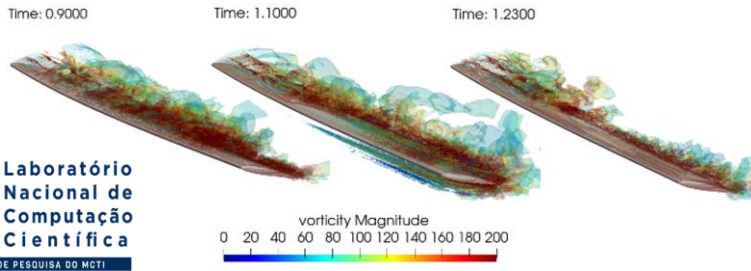 Time: 0.9000
Time: 1.1000
Time: 1.2300
Laboratório
Nacional de
Computação
Científica
DE PESQUISA DO MCTI
vorticity Magnitude
0 20 40 60 80 100 120 140 160 180 200